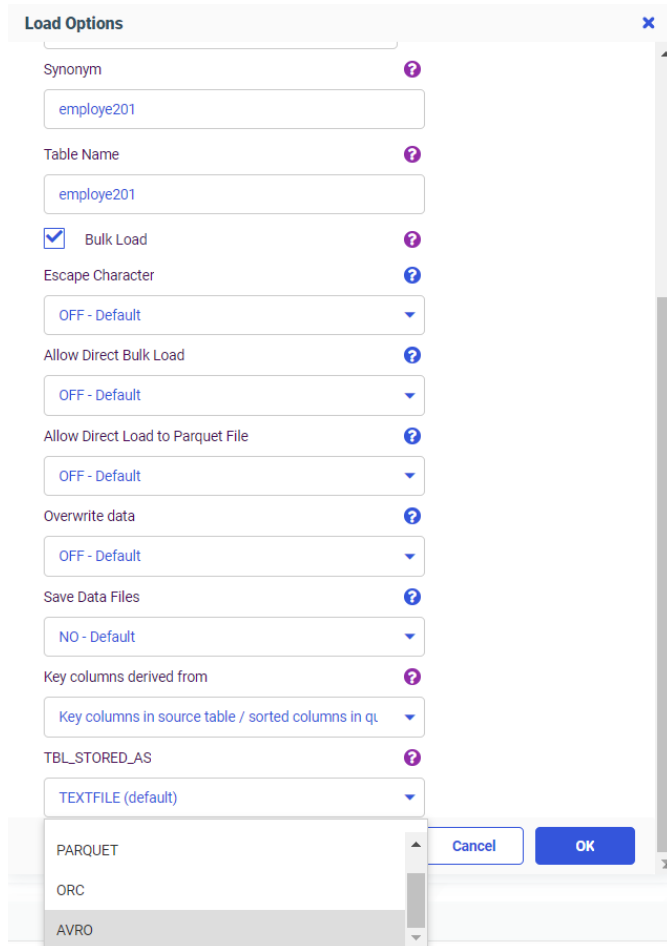 Load Options
Synonym
employe201
Table Name
employe201
Bulk Load
Escape Character
OFF - Default
Allow Direct Bulk Load
OFF - Default
Allow Direct Load to Parquet File
OFF - Default
Overwrite data
OFF - Default
Save Data Files
NO - Default
Key columns derived from
Key columns in source table / sorted columns in qu
TBL_STORED_AS
TEXTFILE (default)
Cancel OK
PARQUET
ORC
AVRO